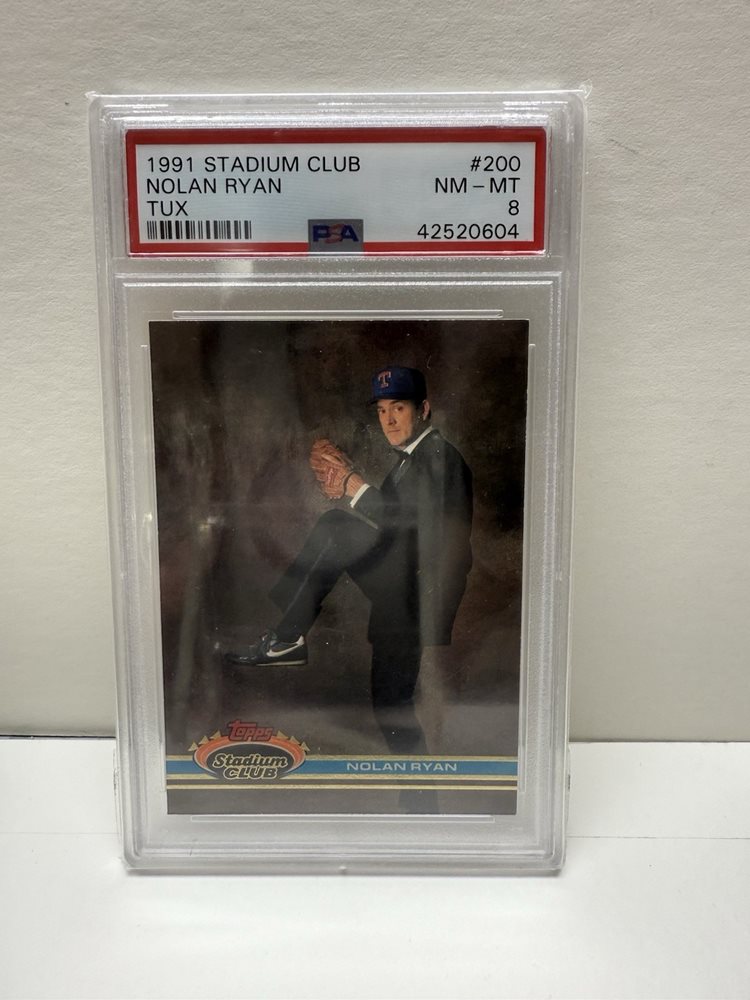 1991 STADIUM CLUB #200
NOLAN RYAN NM - MT
TUX 8
PSA 42520604
T
Topps
Stadium
CLUB
NOLAN RYAN